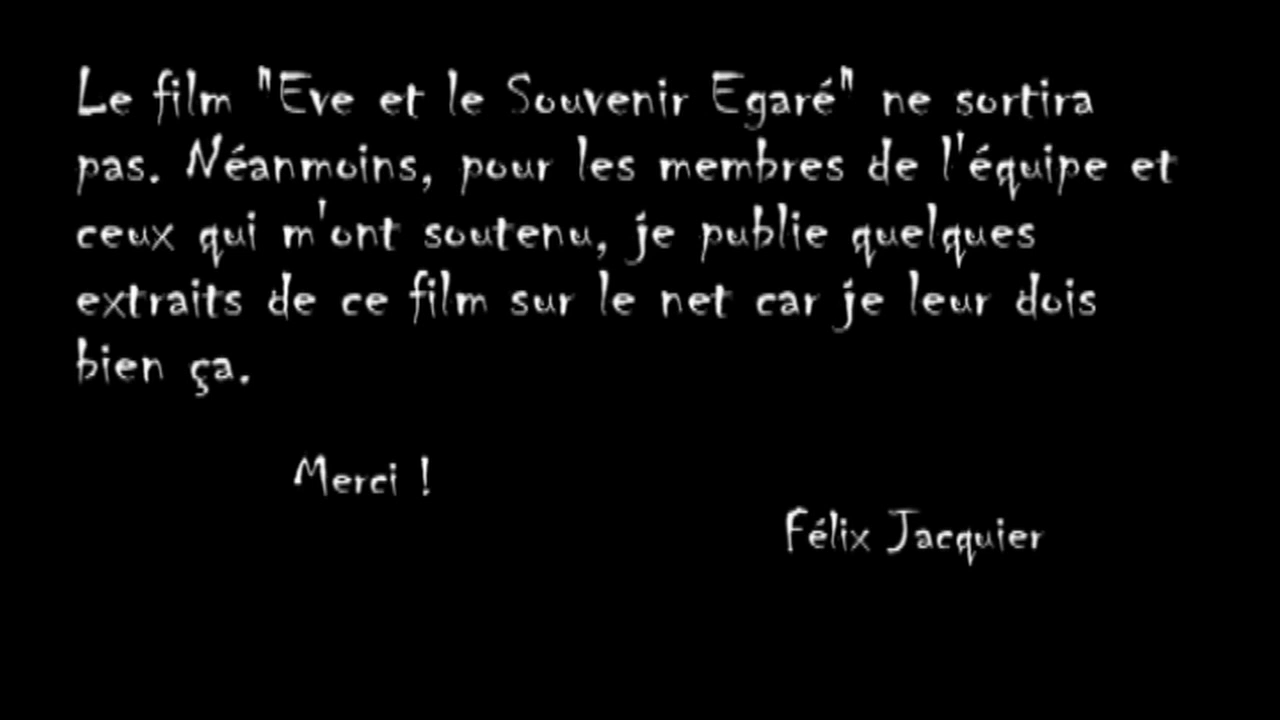 Le film "Eve et le Souvenir Egaré" ne sortira
pas. Néanmoins, pour les membres de l'équipe et
ceux qui m'ont soutenu, je publie quelques
extraits de ce film sur le net car je leur dois
bien ça.
Merci !
Félix Jacquier